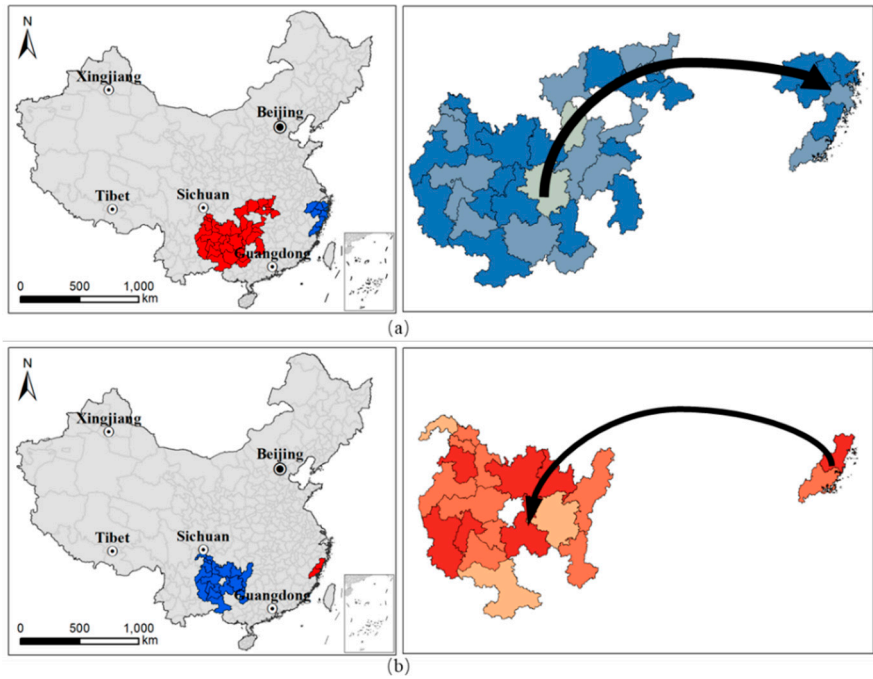 N
Xingjiang
Beijing
Tibet
Sichuan
Guangdong
0 500 1,000
km
(a)
N
Xingjiang
Beijing
Tibet
Sichuan
Guangdong
0 500 1,000
km
(b)